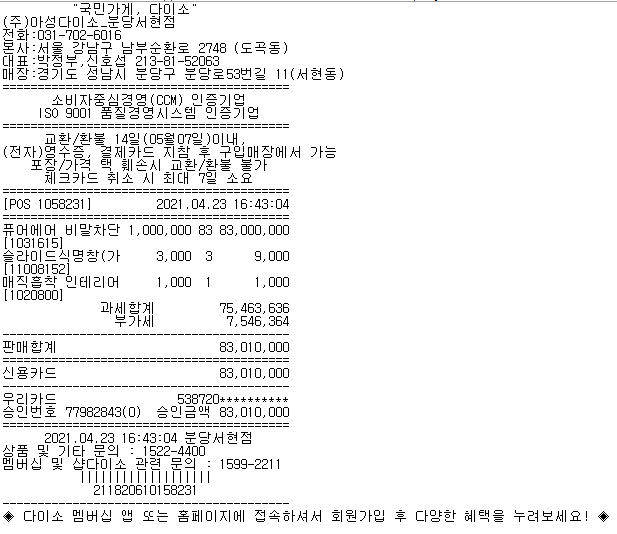 "국민가게, 다이소"
(주)아성다이소_분당서현점
전화:031-702-6016
본사:서울 강남구 남부순환로 2748 (도곡동)
대표:박정부,신호섭 213-81-52063
매장:경기도 성남시 분당구 분당로53번길 11(서현동)
=========================================
소비자중심경영(CCM) 인증기업
ISO 9001 품질경영시스템 인증기업
=========================================
교환/환불 14일(05월07일)이내,
(전자)영수증, 결제카드 지참 후 구입매장에서 가능
포장/가격 택 훼손시 교환/환불 불가
체크카드 취소 시 최대 7일 소요
=========================================
[POS 1058231] 2021.04.23 16:43:04
=========================================
퓨어에어 비말차단 1,000,000 83 83,000,000
[1031615]
슬라이드식명창(가 3,000 3 9,000
[11008152]
매직흡착 인테리어 1,000 1 1,000
[1020800]
과세합계 75,463,636
부가세 7,546,364
-----------------------------------------
판매합계 83,010,000
=========================================
신용카드 83,010,000
-----------------------------------------
우리카드 538720**********
승인번호 77982843(0) 승인금액 83,010,000
=========================================
2021.04.23 16:43:04 분당서현점
상품 및 기타 문의 : 1522-4400
멤버십 및 샵다이소 관련 문의 : 1599-2211
||||||||||||||||||||
211820610158231
-----------------------------------------
◈ 다이소 멤버십 앱 또는 홈페이지에 접속하셔서 회원가입 후 다양한 혜택을 누려보세요! ◈